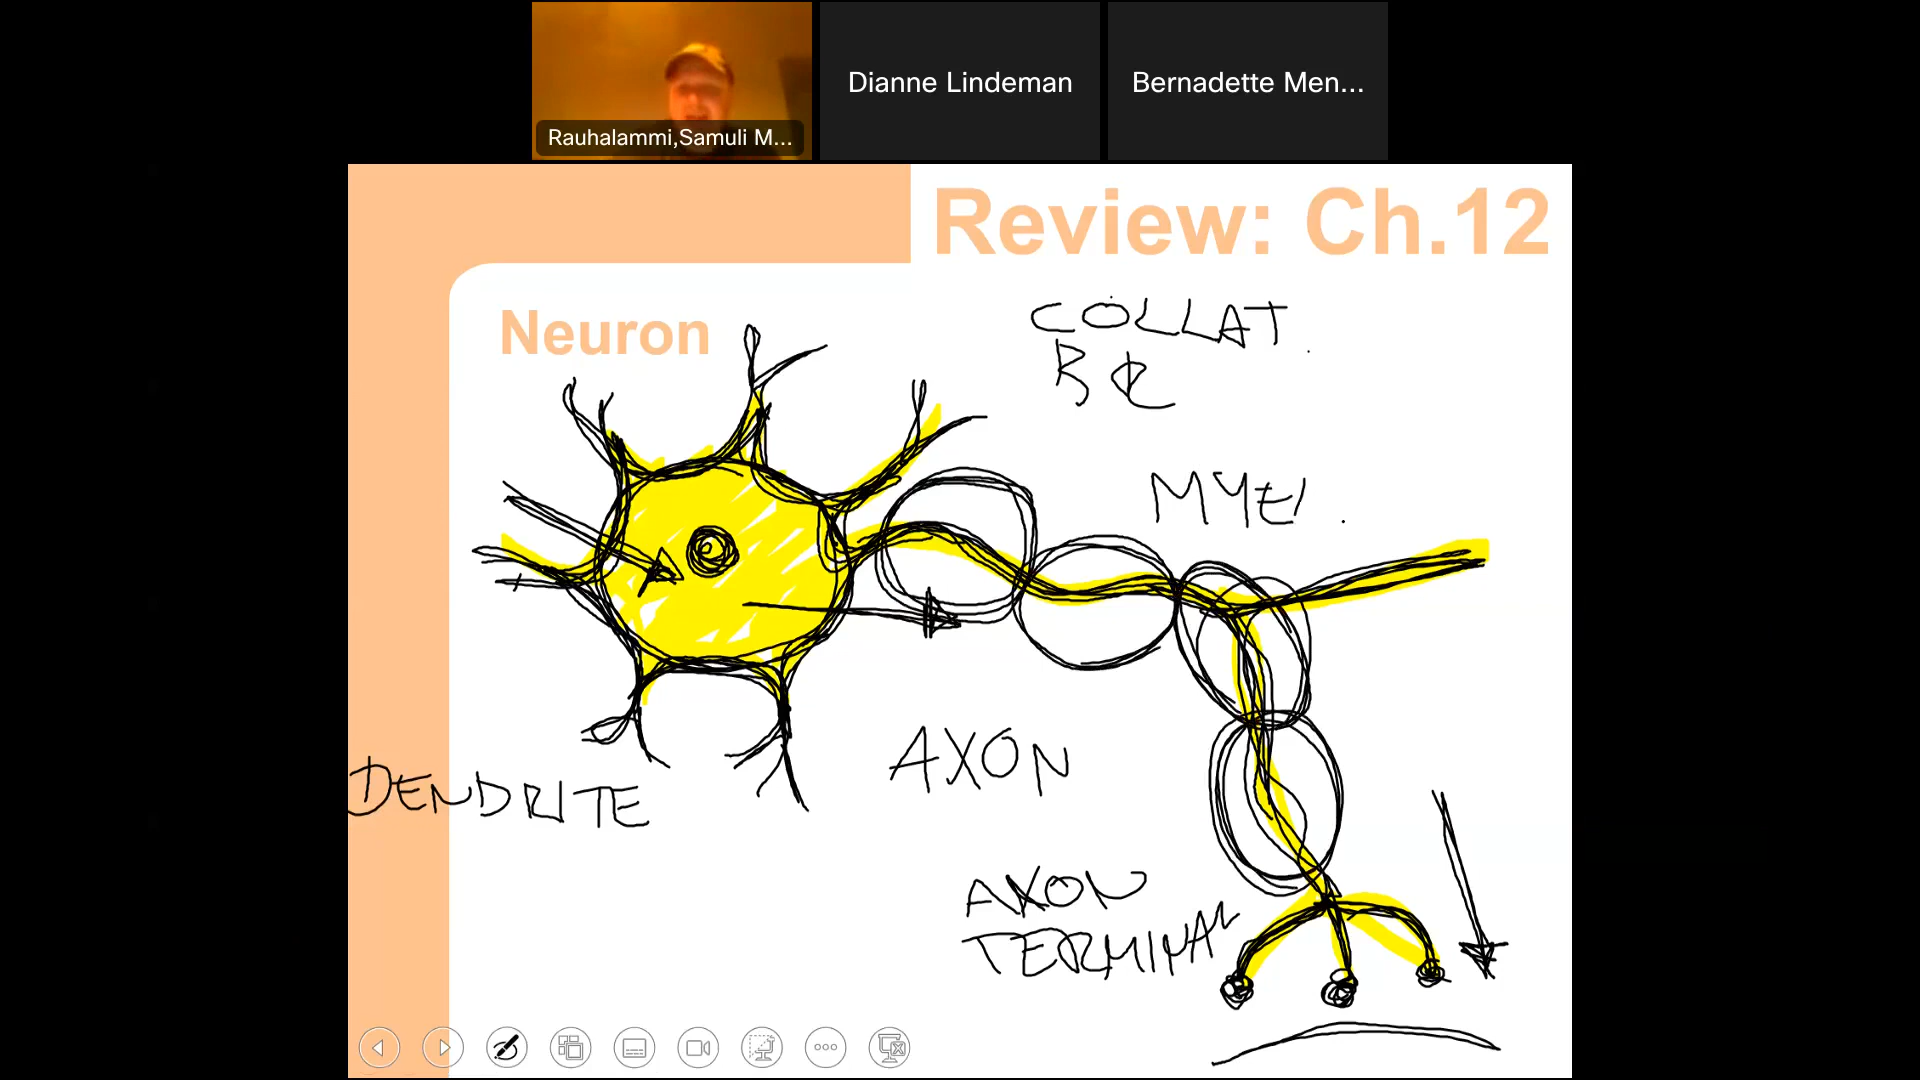 Dianne Lindeman
Bernadette Men...
Rauhalammi,Samuli M...
Review: Ch.12
Neuron
COLLAT.
MYEL.
AXON
DENDRITE
AXON
TERMINAL